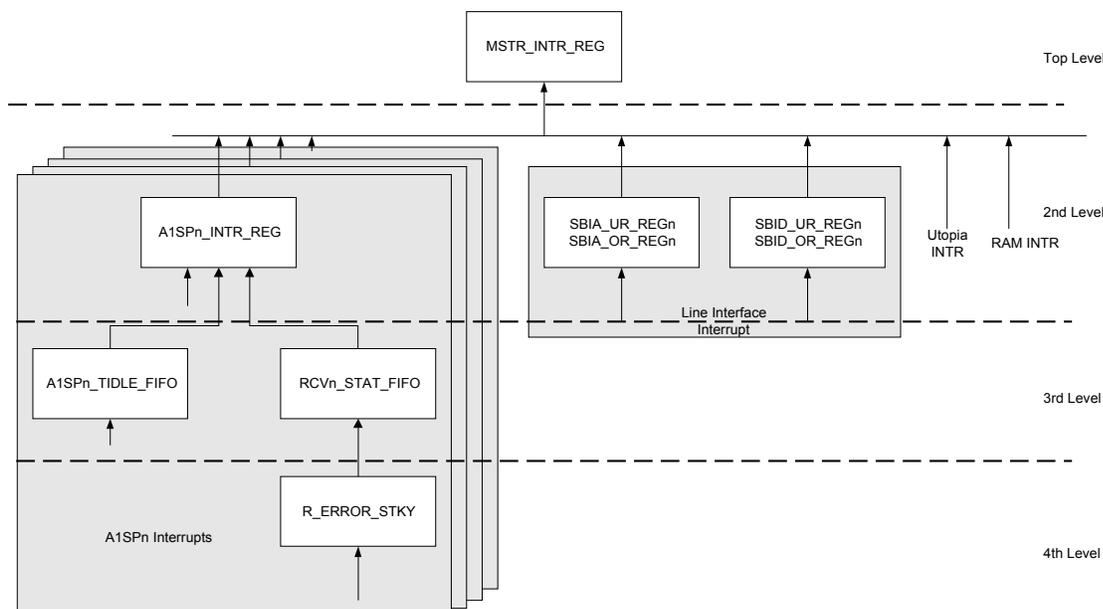 MSTR_INTR_REG
Top Level
A1SPn_INTR_REG
SBIA_UR_REGn
SBIA_OR_REGn
SBID_UR_REGn
SBID_OR_REGn
Utopia
INTR
RAM INTR
2nd Level
Line Interface
Interrupt
A1SPn_TIDLE_FIFO
RCVn_STAT_FIFO
3rd Level
R_ERROR_STKY
A1SPn Interrupts
4th Level